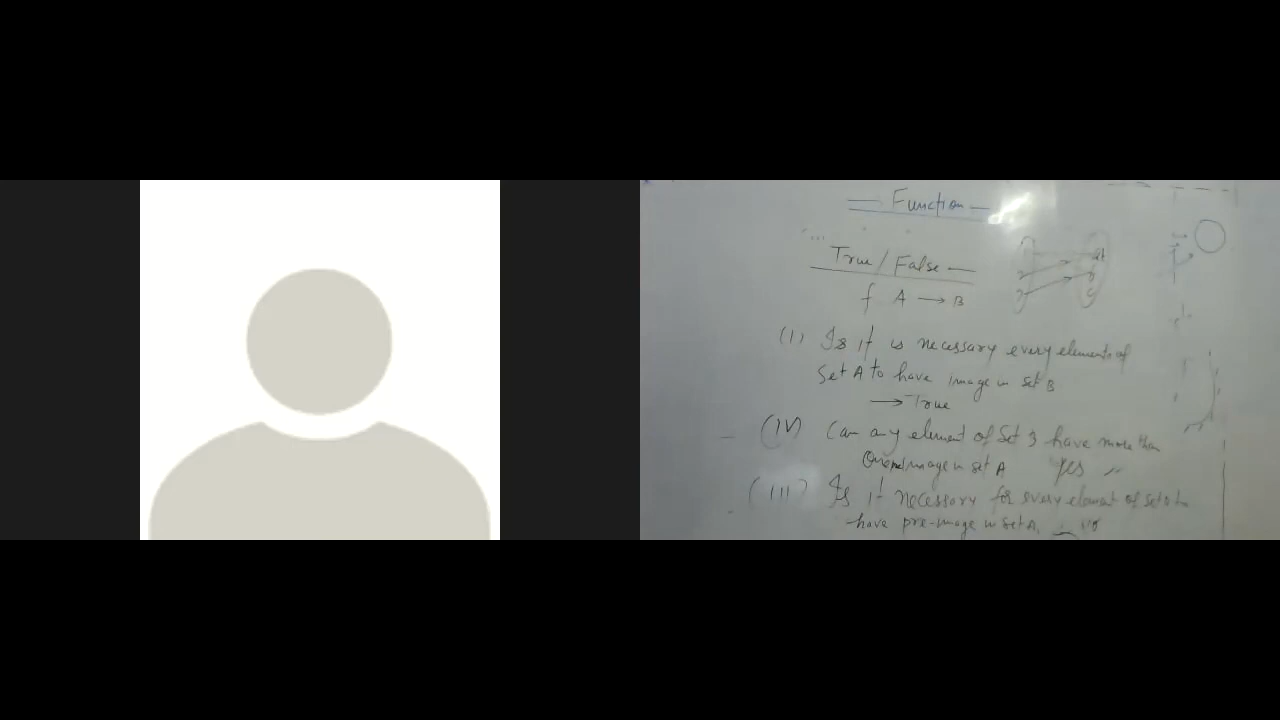 Function
True / False
f A → B
(I) Is it is necessary every elements of
Set A to have image in set B
→ True
(IV) Can any element of Set B have more than
image in set A yes
(III) Is it necessary for every element of set to
have pre-image in set A.